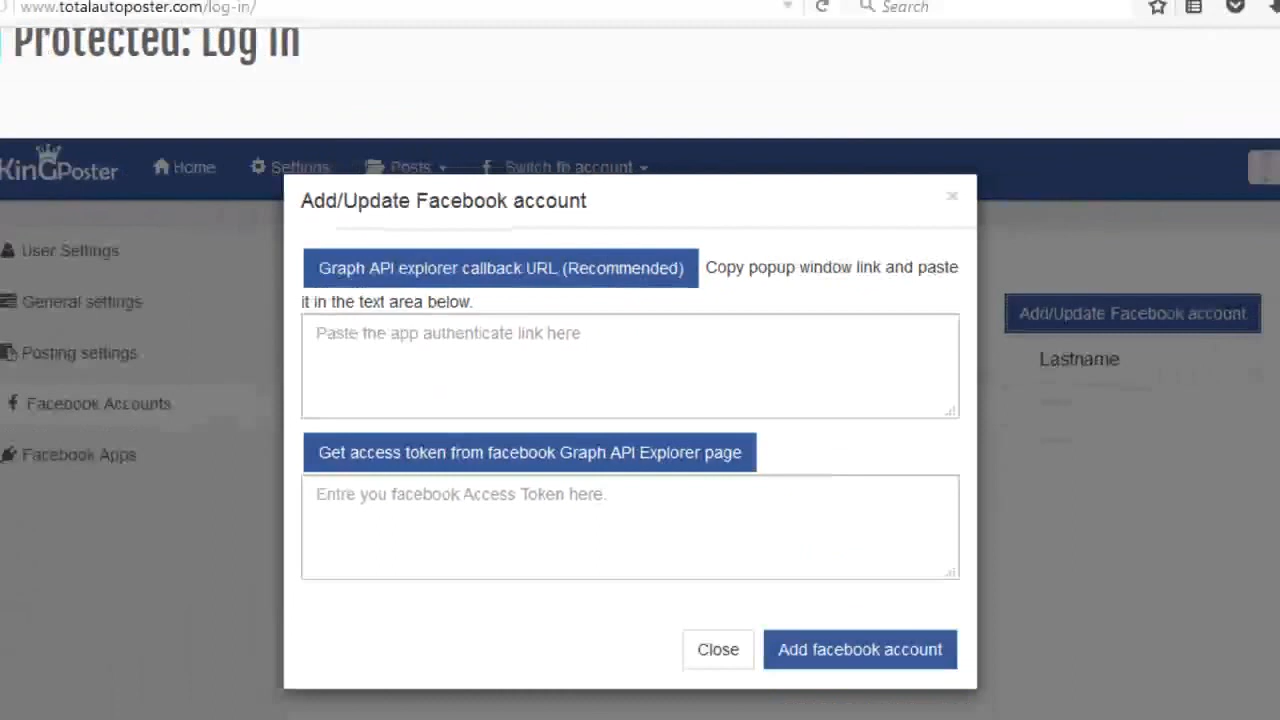 www.totalautoposter.com/log-in/
Search
Protected: Log In
KinGPoster
Home
Settings
Posts
Switch fb account
Add/Update Facebook account
×
Graph API explorer callback URL (Recommended) Copy popup window link and paste
it in the text area below.
Paste the app authenticate link here
Get access token from facebook Graph API Explorer page
Entre you facebook Access Token here.
Close
Add facebook account
User Settings
General settings
Posting settings
Facebook Accounts
Facebook Apps
Add/Update Facebook account
Lastname